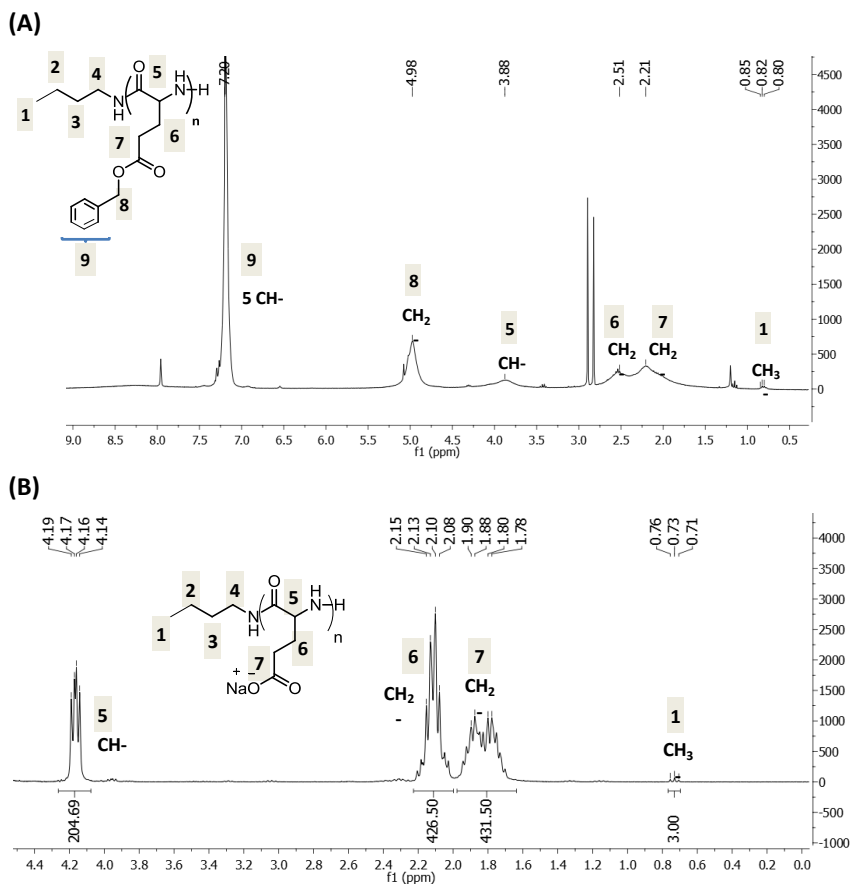 (A)
7.20
4.98
3.88
2.51
2.21
0.85
0.82
0.80
2
4
O
5
H
N
H
1
3
N
H
n
6
7
O
O
8
9
9
5 CH-
8
CH2
5
CH-
6
CH2
7
CH2
1
CH3
4500
4000
3500
3000
2500
2000
1500
1000
500
0
9.0 8.5 8.0 7.5 7.0 6.5 6.0 5.5 5.0 4.5 4.0 3.5 3.0 2.5 2.0 1.5 1.0 0.5
f1 (ppm)
(B)
4.19
4.17
4.16
4.14
2.15
2.13
2.10
2.08
1.90
1.88
1.80
1.78
0.76
0.73
0.71
2
4
O
5
H
N
H
1
3
N
H
n
6
7
+ −
NaO
O
5
CH-
6
CH2
-
7
CH2
-
1
CH3
4000
3500
3000
2500
2000
1500
1000
500
0
-500
-1000
204.69
426.50
431.50
3.00
4.4 4.2 4.0 3.8 3.6 3.4 3.2 3.0 2.8 2.6 2.4 2.2 2.0 1.8 1.6 1.4 1.2 1.0 0.8 0.6 0.4 0.2 0.0
f1 (ppm)